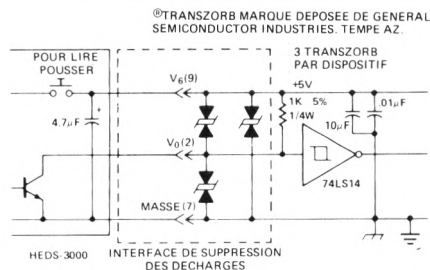 ®TRANSZORB MARQUE DEPOSEE DE GENERAL
SEMICONDUCTOR INDUSTRIES. TEMPE AZ.
POUR LIRE
POUSSER
3 TRANSZORB
PAR DISPOSITIF
V6(9)
+5V
+
4.7µF
1K 5%
1/4W
.01µF
10µF
V0(2)
74LS14
MASSE(7)
HEDS-3000
INTERFACE DE SUPPRESSION
DES DECHARGES